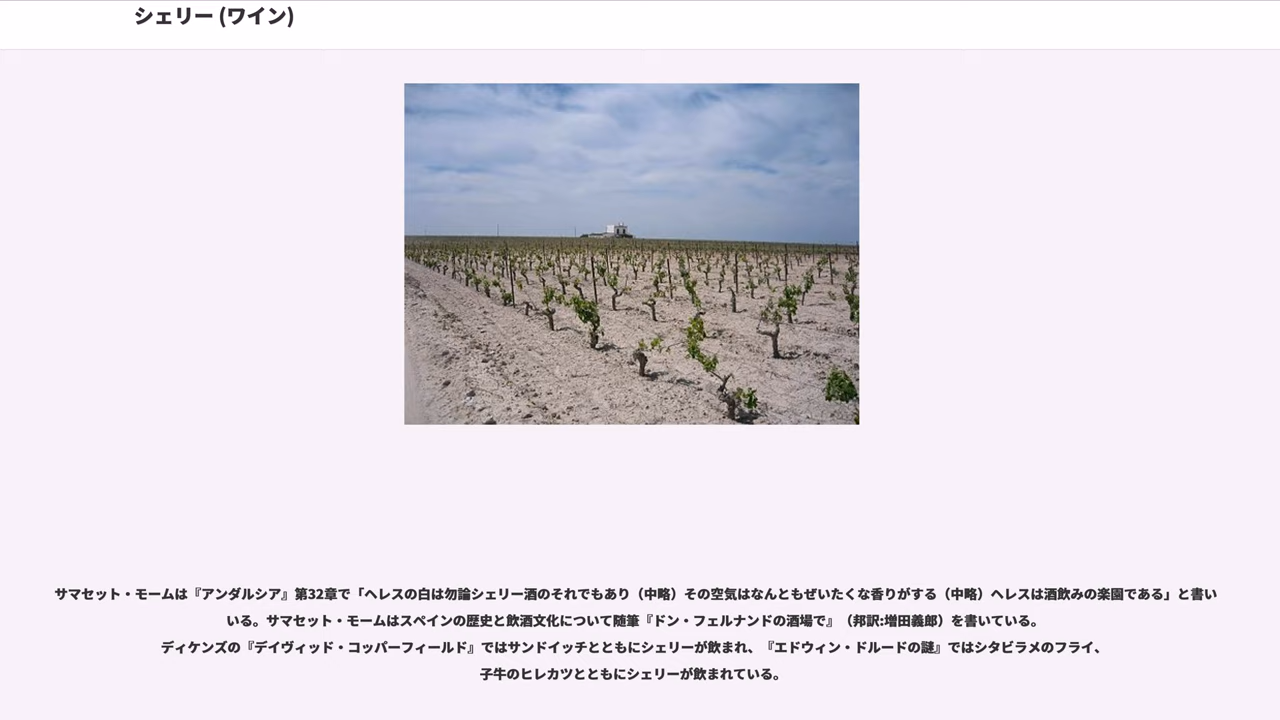 シェリー (ワイン)
サマセット・モームは『アンダルシア』第32章で「ヘレスの白は勿論シェリー酒のそれでもあり（中略）その空気はなんともぜいたくな香りがする（中略）ヘレスは酒飲みの楽園である」と書い
いる。サマセット・モームはスペインの歴史と飲酒文化について随筆『ドン・フェルナンドの酒場で』（邦訳:増田義郎）を書いている。
ディケンズの『デイヴィッド・コッパーフィールド』ではサンドイッチとともにシェリーが飲まれ、『エドウィン・ドルードの謎』ではシタビラメのフライ、
子牛のヒレカツとともにシェリーが飲まれている。